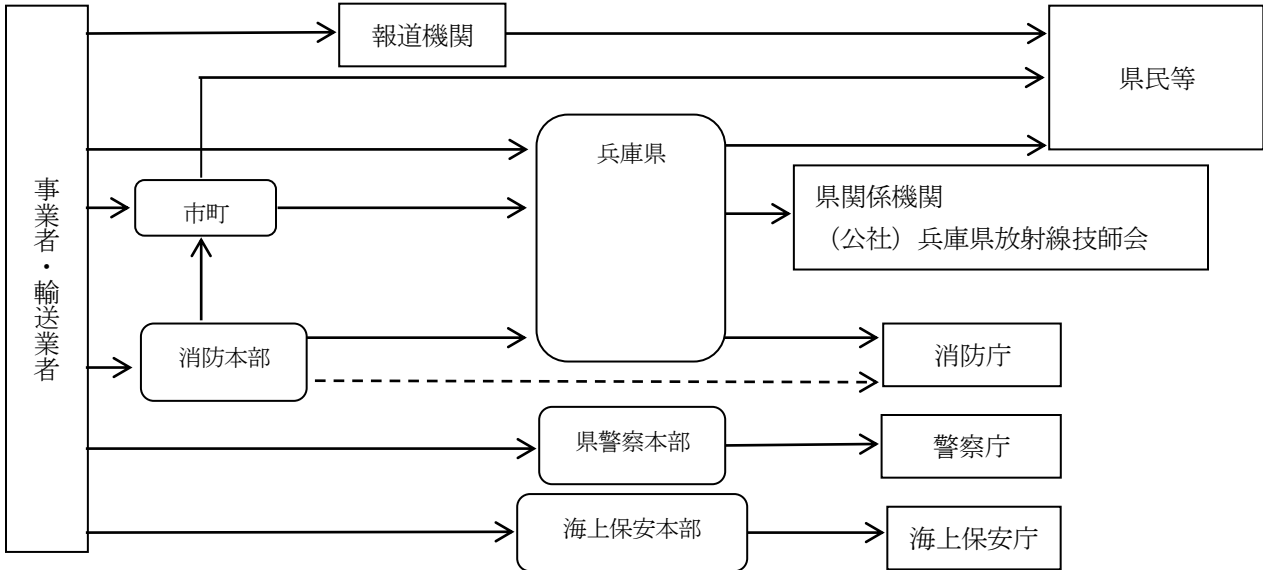 事業者・輸送業者
報道機関
県民等
兵庫県
市町
県関係機関
（公社）兵庫県放射線技師会
消防本部
消防庁
県警察本部
警察庁
海上保安本部
海上保安庁